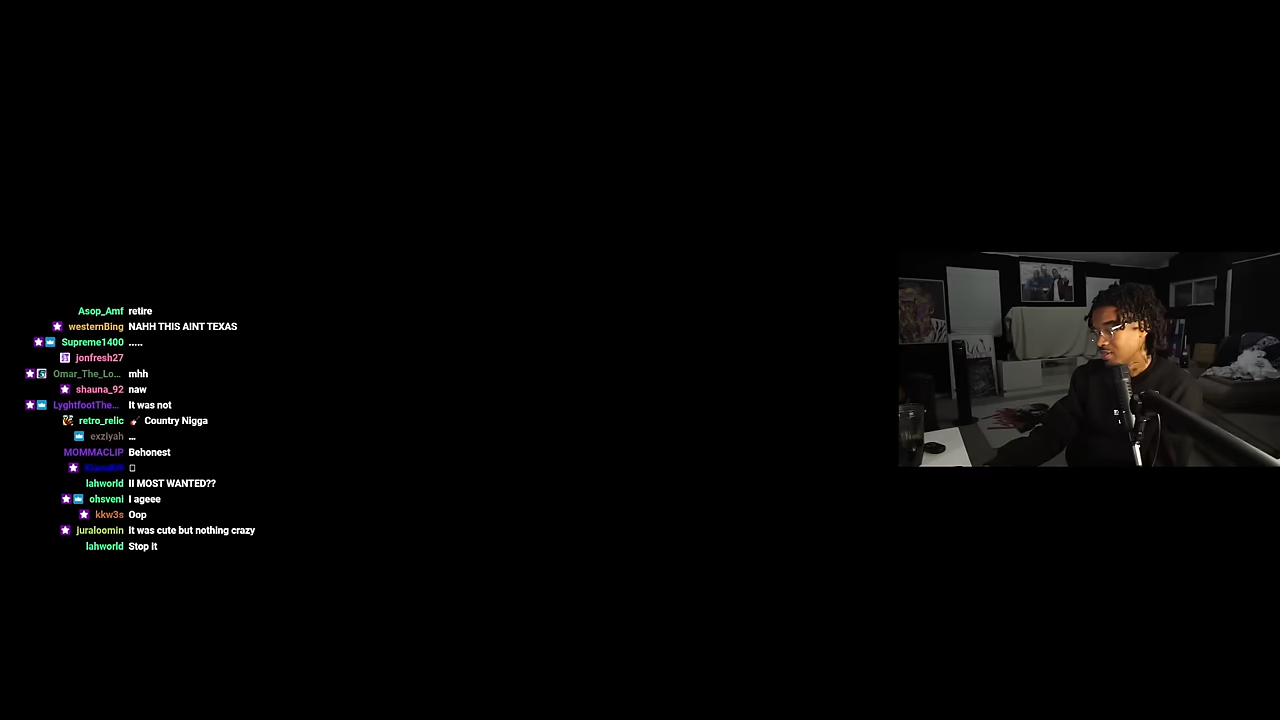 Asop_Amf retire
westernBing NAHH THIS AINT TEXAS
Supreme1400 .....
jonfresh27
Omar_The_Lo... mhh
shauna_92 naw
LyghtfootThe... It was not
retro_relic Country Nigga
exziyah ...
MOMMACLIP Behonest
lahworld II MOST WANTED??
ohsveni I ageee
kkw3s Oop
juraloomin It was cute but nothing crazy
lahworld Stop it